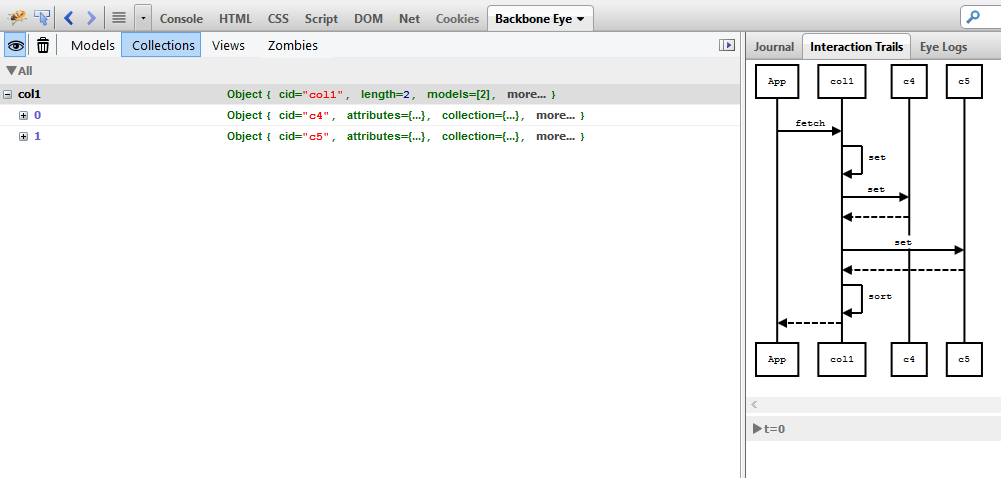 Console HTML CSS Script DOM Net Cookies Backbone Eye
Models Collections Views Zombies
All
col1 Object { cid="col1", length=2, models=[2], more... }
0 Object { cid="c4", attributes={...}, collection={...}, more... }
1 Object { cid="c5", attributes={...}, collection={...}, more... }
Journal Interaction Trails Eye Logs
App col1 c4 c5
fetch
set
set
set
sort
App col1 c4 c5
t=0